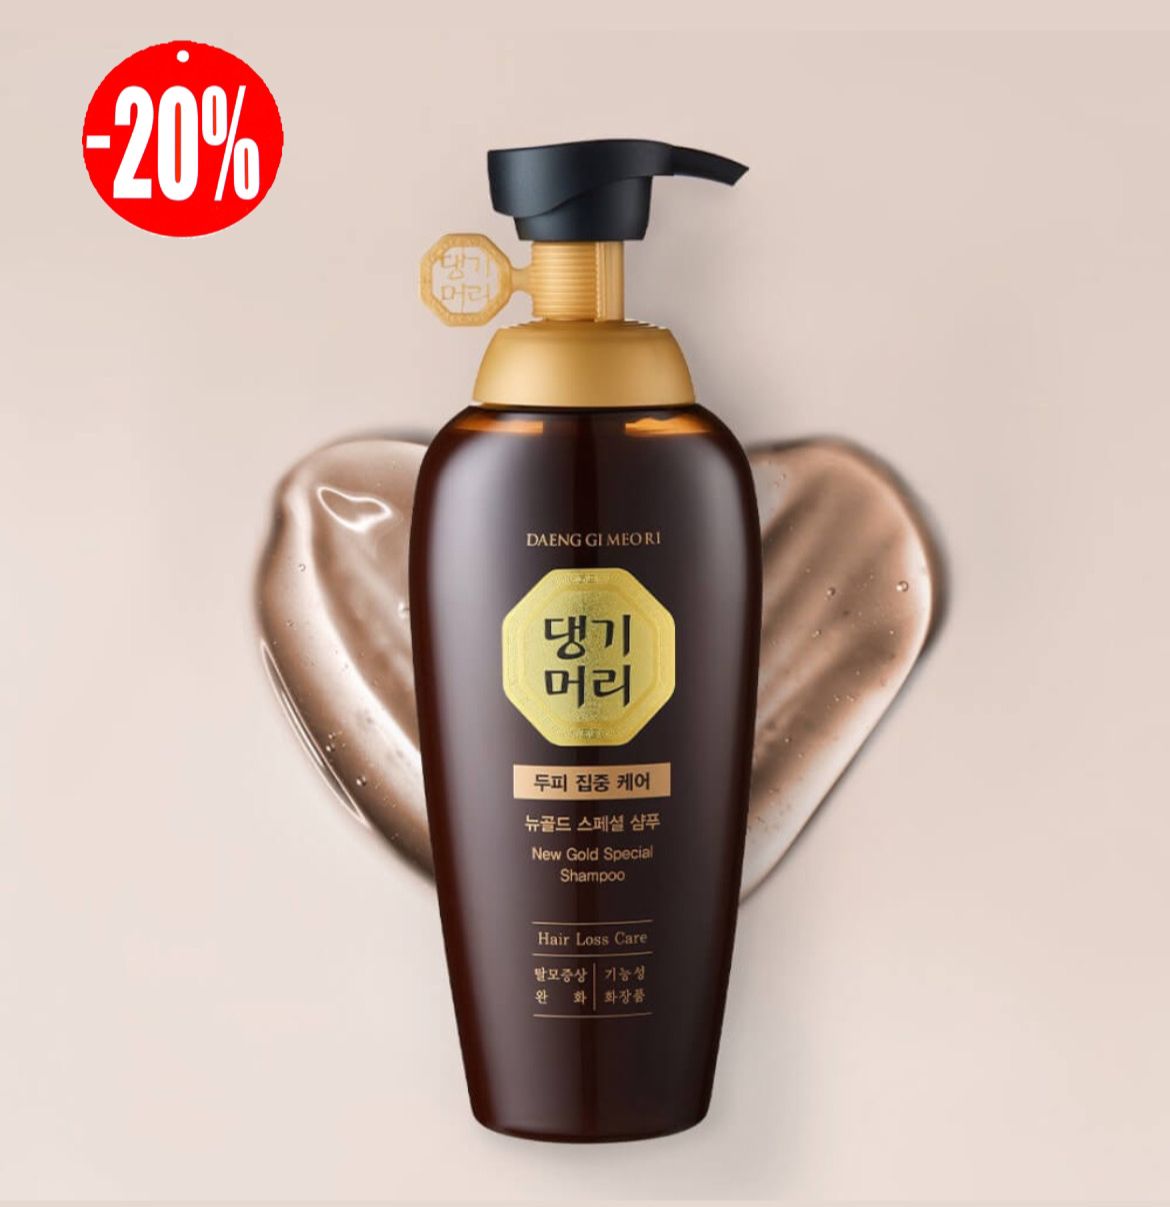 -20%
댕기
머리
DAENG GI MEO RI
댕기
머리
두피 집중 케어
뉴골드 스페셜 샴푸
New Gold Special
Shampoo
Hair Loss Care
탈모증상 기능성
완 화 화장품